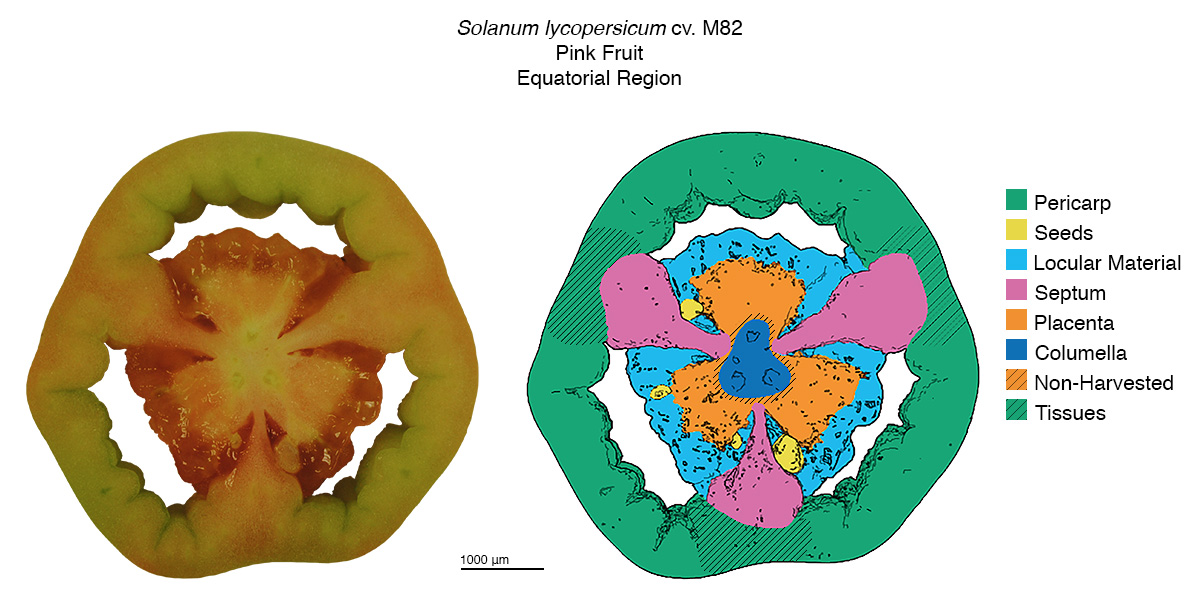 Solanum lycopersicum cv. M82
Pink Fruit
Equatorial Region
Pericarp
Seeds
Locular Material
Septum
Placenta
Columella
Non-Harvested
Tissues
1000 µm